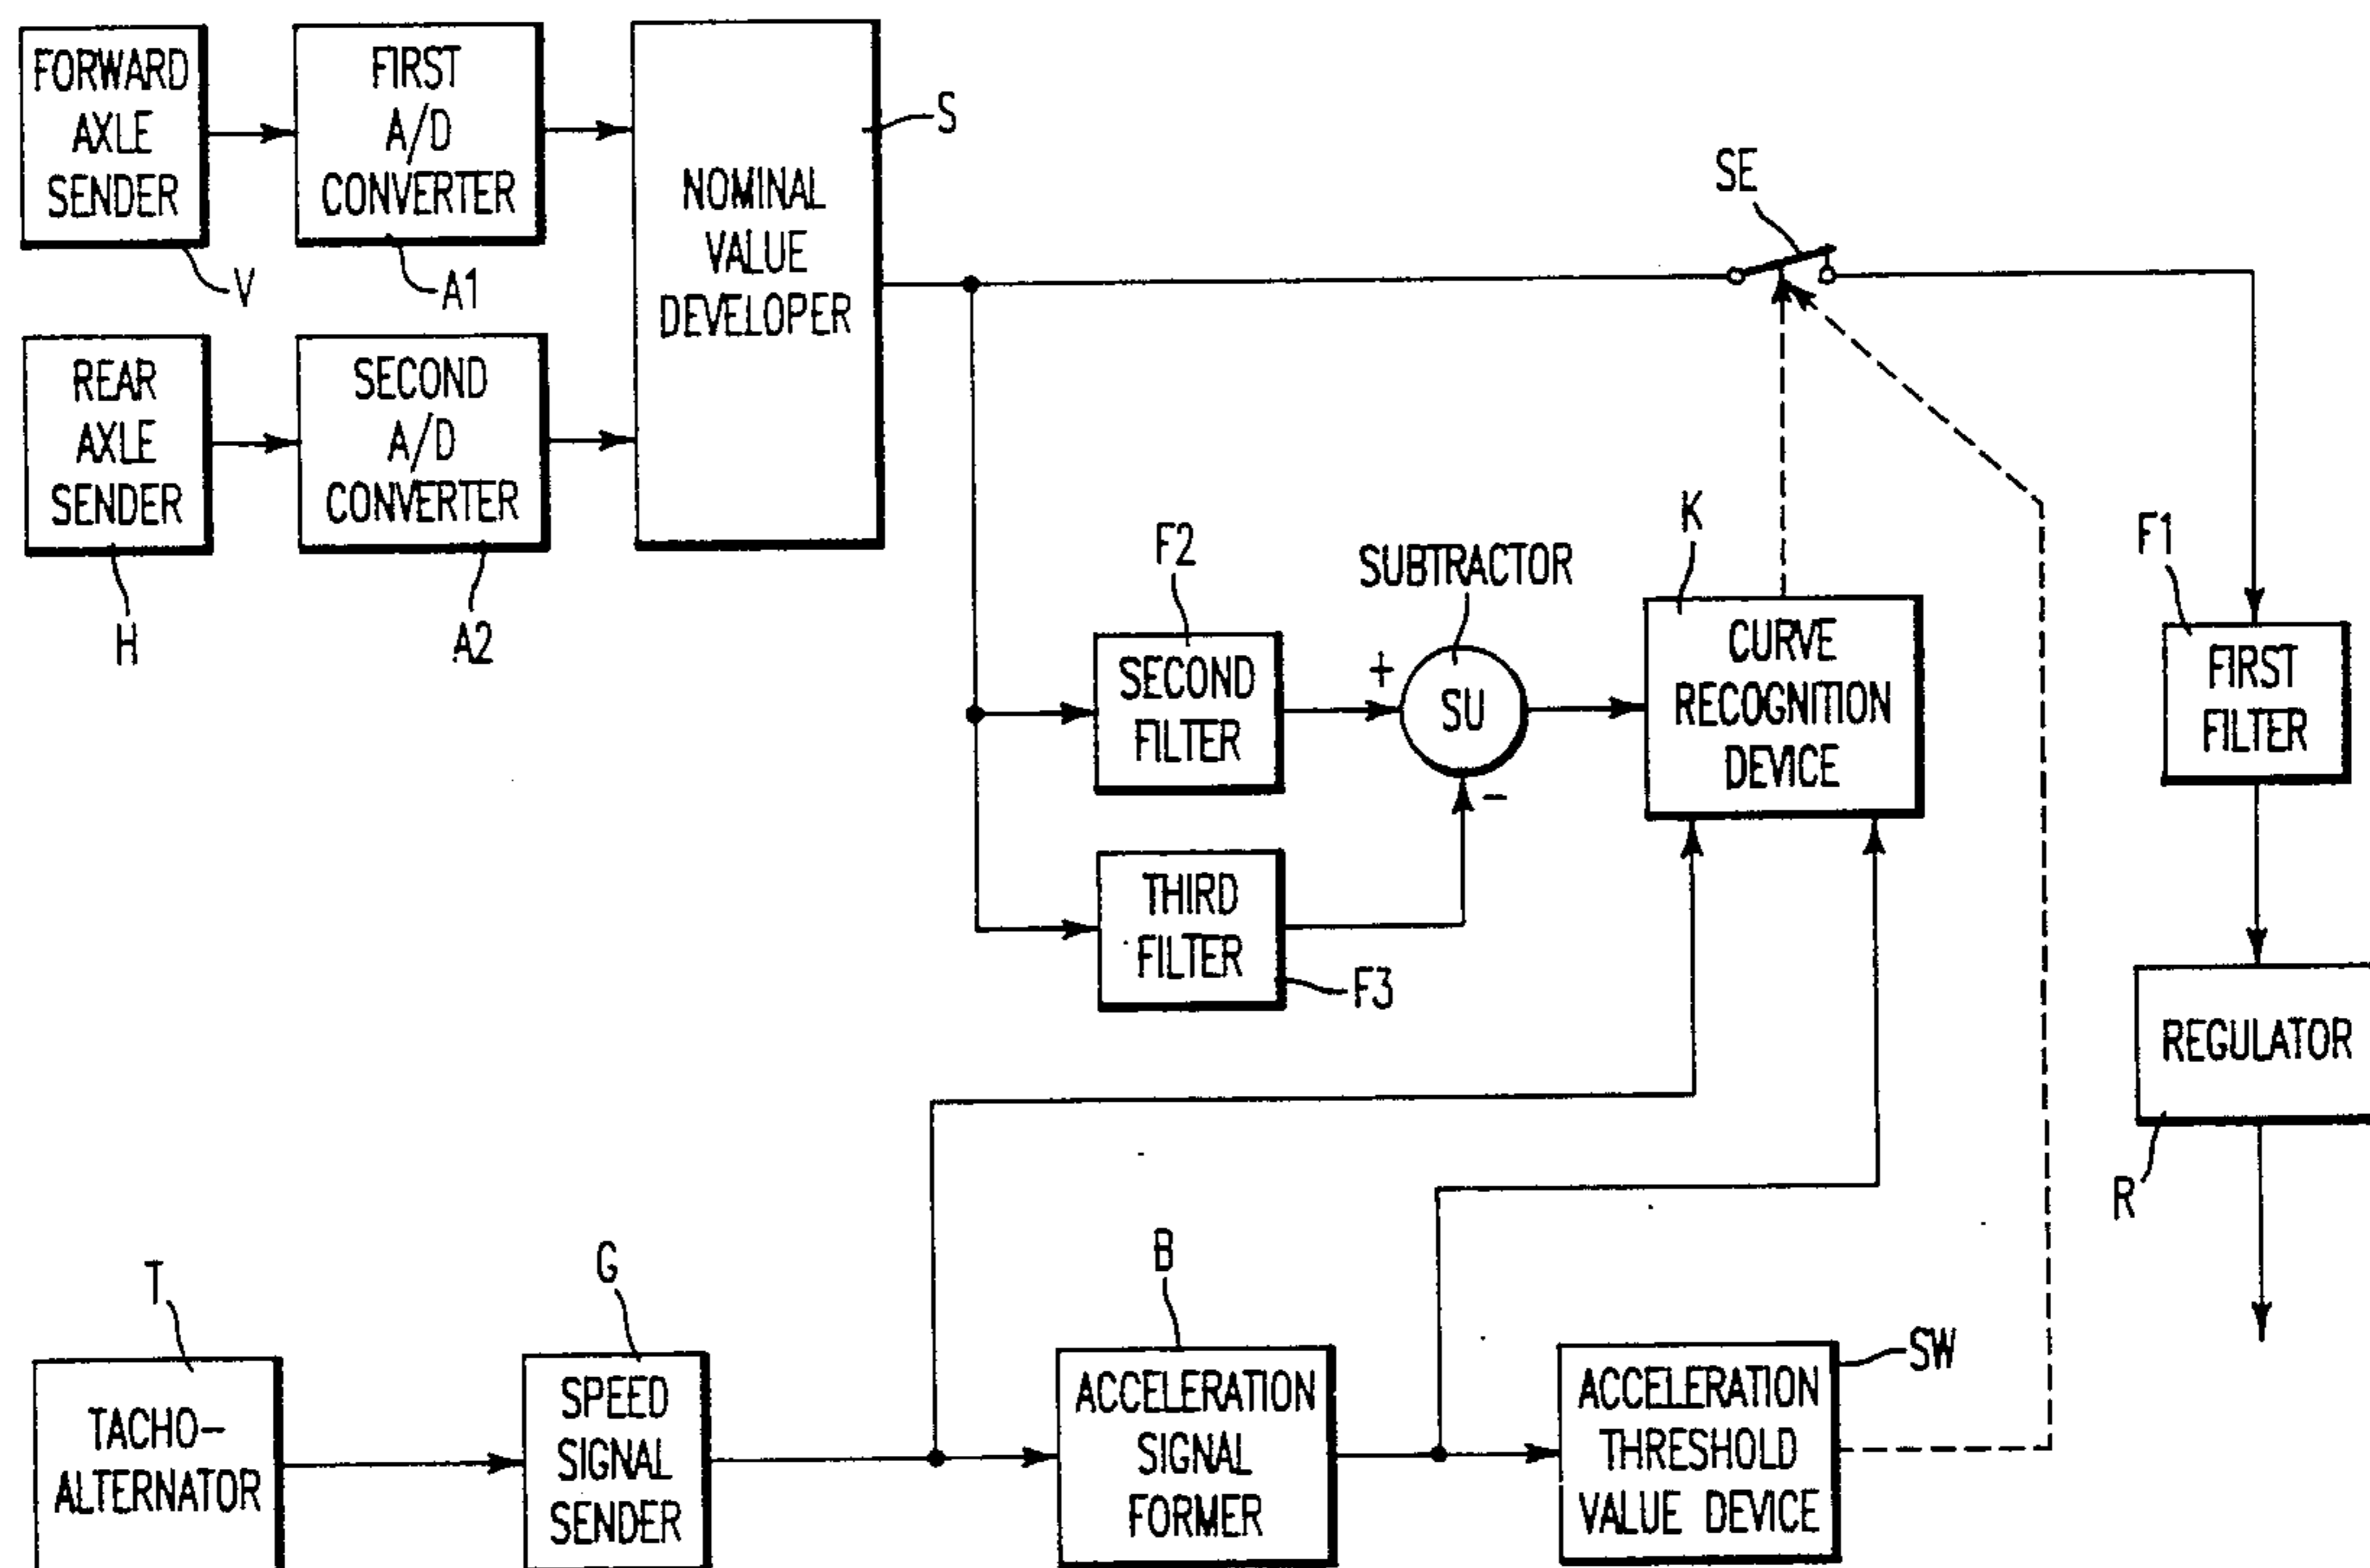 FORWARD
AXLE
SENDER
V
FIRST
A/D
CONVERTER
A1
NOMINAL
VALUE
DEVELOPER
S
SE
REAR
AXLE
SENDER
H
SECOND
A/D
CONVERTER
A2
F2
SECOND
FILTER
+
SUBTRACTOR
SU
-
K
CURVE
RECOGNITION
DEVICE
F1
FIRST
FILTER
THIRD
FILTER
F3
REGULATOR
R
T
TACHO-
ALTERNATOR
G
SPEED
SIGNAL
SENDER
B
ACCELERATION
SIGNAL
FORMER
SW
ACCELERATION
THRESHOLD
VALUE DEVICE